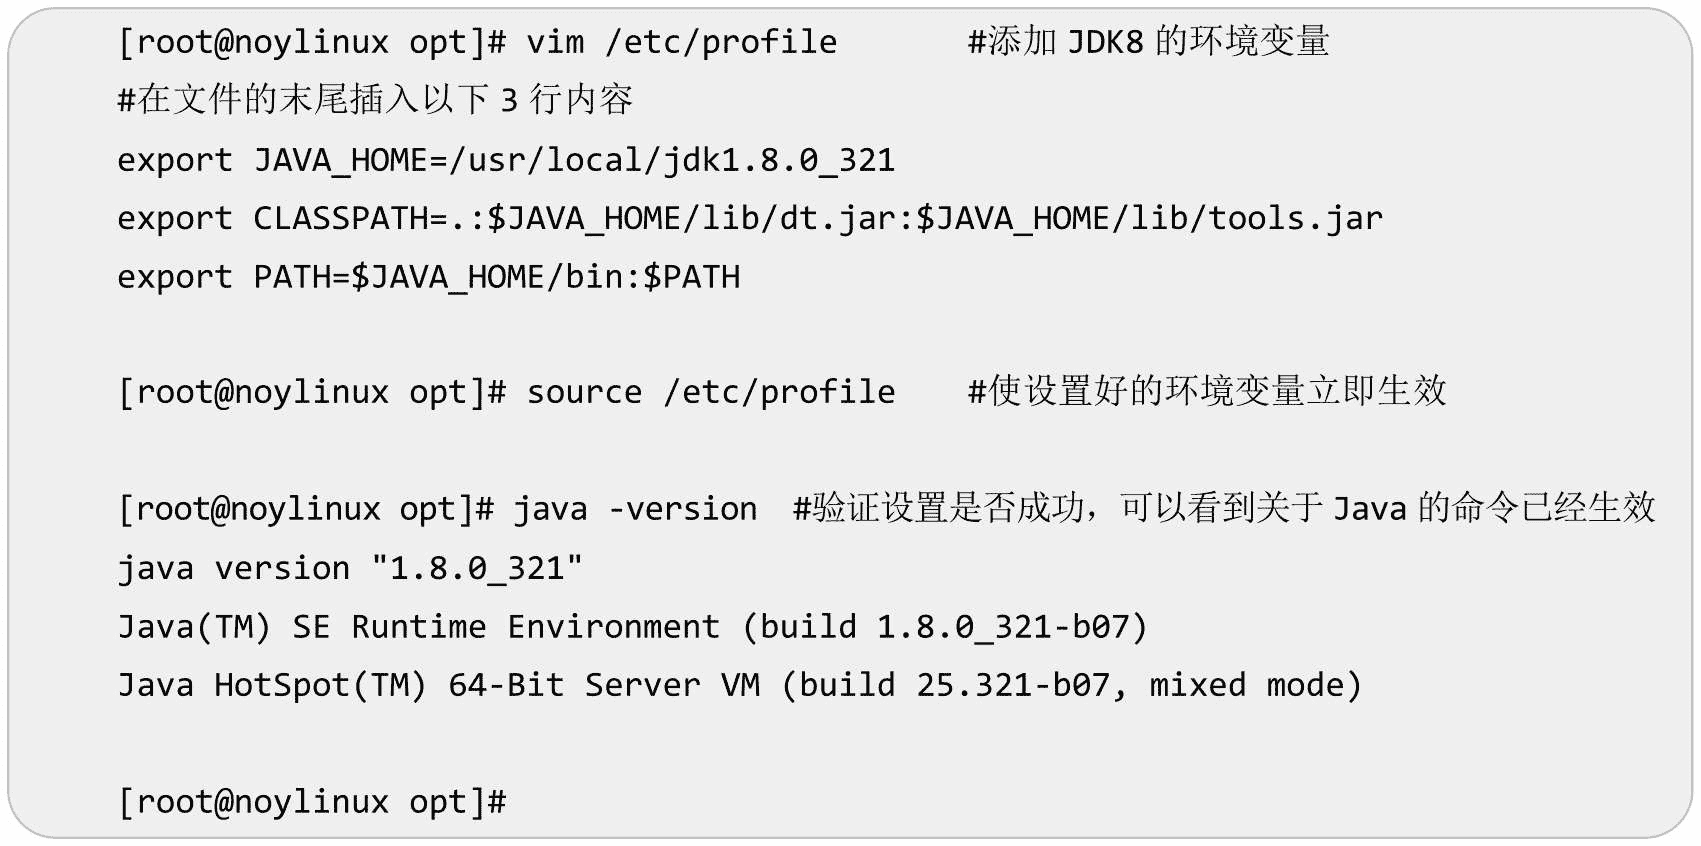 [root@noylinux opt]# vim /etc/profile #添加 JDK8 的环境变量
#在文件的末尾插入以下 3 行内容
export JAVA_HOME=/usr/local/jdk1.8.0_321
export CLASSPATH=.:$JAVA_HOME/lib/dt.jar:$JAVA_HOME/lib/tools.jar
export PATH=$JAVA_HOME/bin:$PATH
[root@noylinux opt]# source /etc/profile #使设置好的环境变量立即生效
[root@noylinux opt]# java -version #验证设置是否成功，可以看到关于 Java 的命令已经生效
java version "1.8.0_321"
Java(TM) SE Runtime Environment (build 1.8.0_321-b07)
Java HotSpot(TM) 64-Bit Server VM (build 25.321-b07, mixed mode)
[root@noylinux opt]#